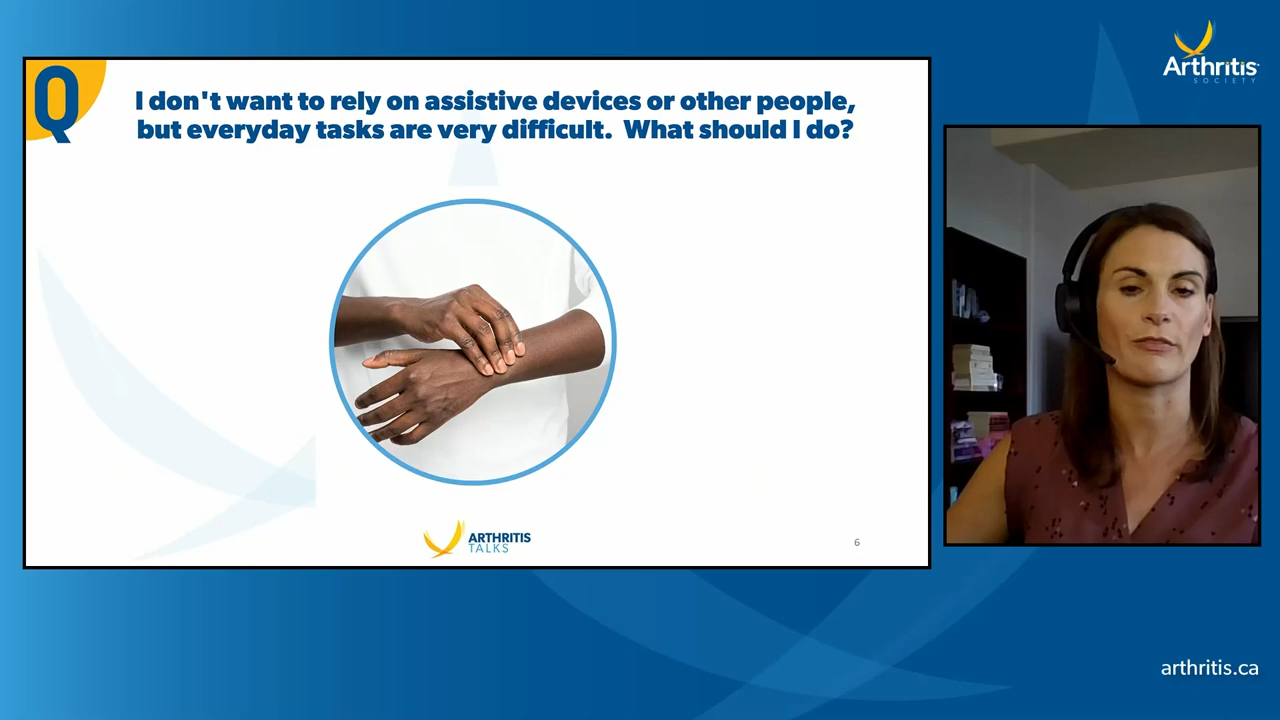 Q
I don't want to rely on assistive devices or other people,
but everyday tasks are very difficult. What should I do?
ARTHRITIS
TALKS
6
Arthritis
SOCIETY
arthritis.ca